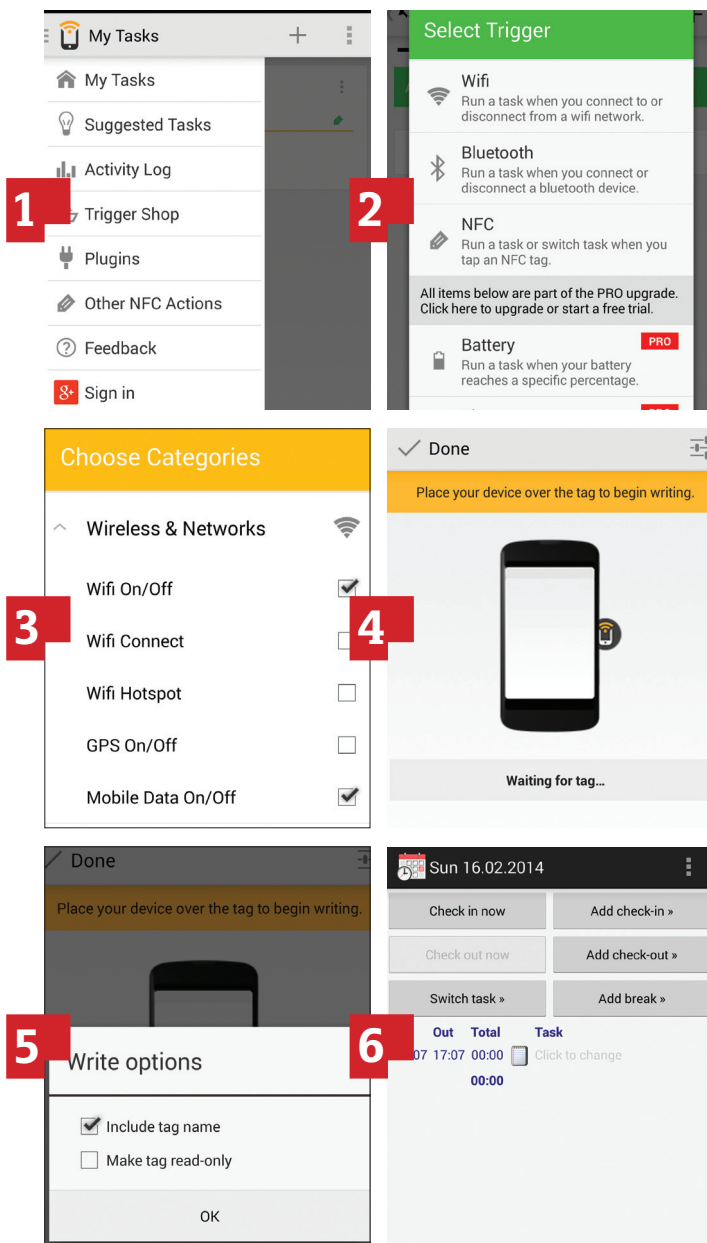 My Tasks
My Tasks
Suggested Tasks
Activity Log
1
Trigger Shop
Plugins
Other NFC Actions
Feedback
8+ Sign in
Select Trigger
Wifi
Run a task when you connect to or
disconnect from a wifi network.
Bluetooth
Run a task when you connect or
disconnect a bluetooth device.
2
NFC
Run a task or switch task when you
tap an NFC tag.
All items below are part of the PRO upgrade.
Click here to upgrade or start a free trial.
Battery PRO
Run a task when your battery
reaches a specific percentage.
Choose Categories
Wireless & Networks
Wifi On/Off
3
Wifi Connect
Wifi Hotspot
GPS On/Off
Mobile Data On/Off
Done
Place your device over the tag to begin writing.
4
Waiting for tag...
Done
Place your device over the tag to begin writing.
5
Write options
Include tag name
Make tag read-only
OK
Sun 16.02.2014
Check in now Add check-in »
Check out now Add check-out »
Switch task » Add break »
6
Out Total Task
07 17:07 00:00 Click to change
00:00